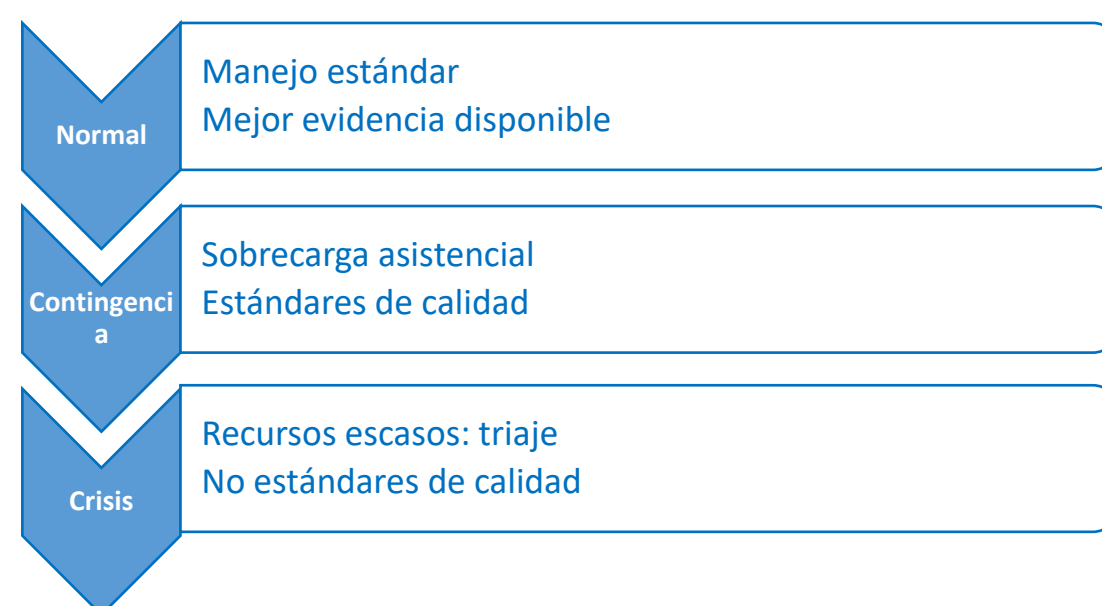 Normal
Manejo estándar
Mejor evidencia disponible
Contingenci
a
Sobrecarga asistencial
Estándares de calidad
Crisis
Recursos escasos: triaje
No estándares de calidad